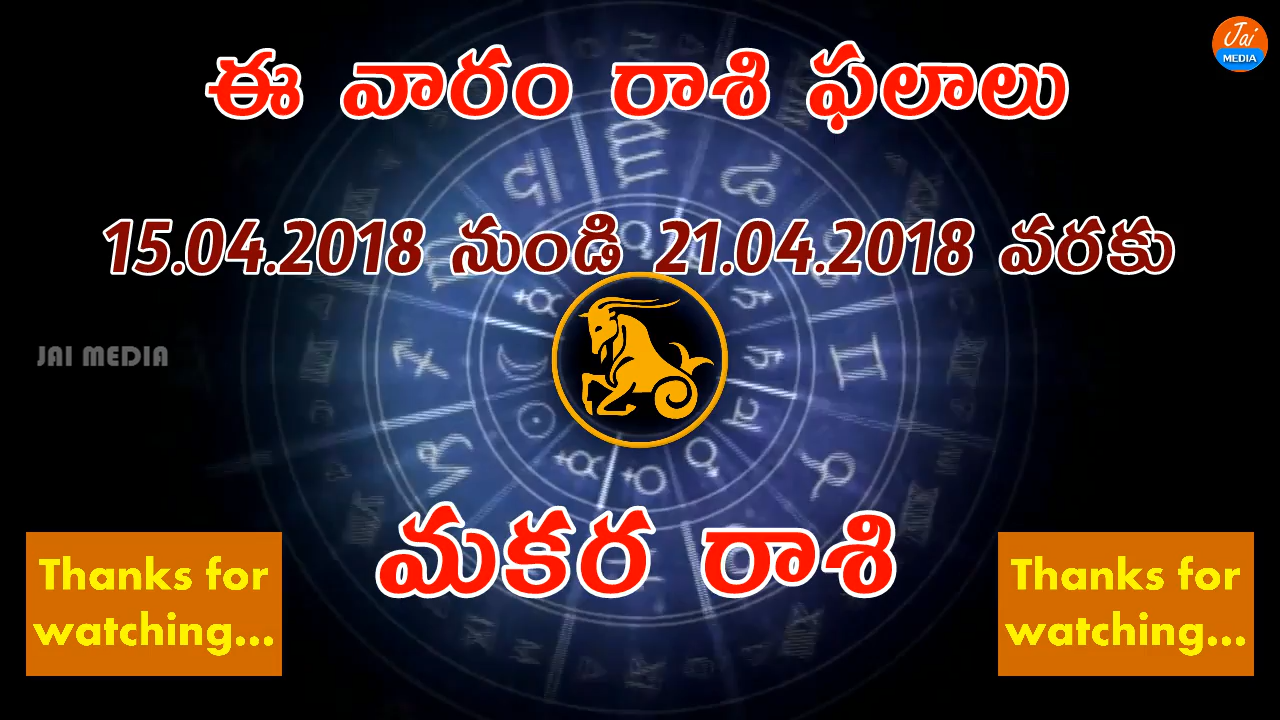 Jai
MEDIA
ఈ వారం రాశి ఫలాలు
15.04.2018 నుండి 21.04.2018 వరకు
JAI MEDIA
మకర రాశి
Thanks for
watching...
Thanks for
watching...